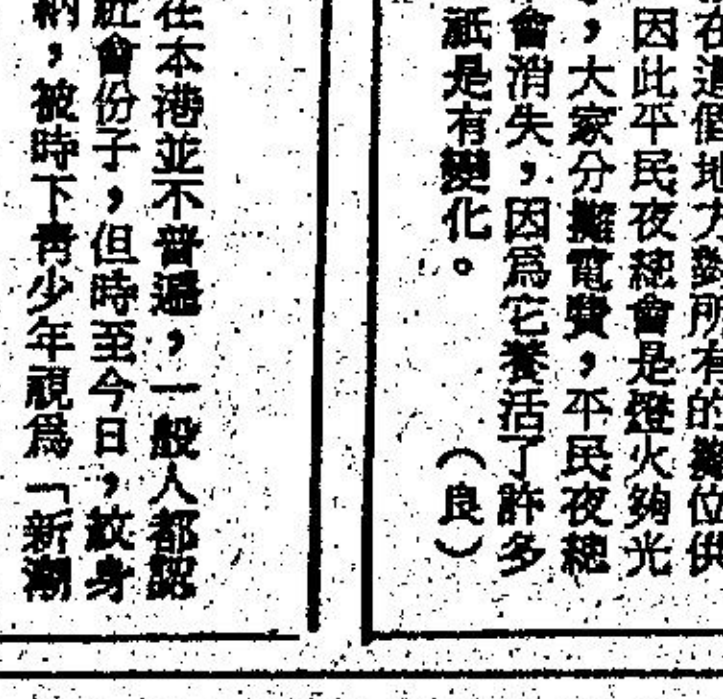 在這個地方對所有的攤位供
因此平民夜總會是燈火夠光
，大家分攤電費，平民夜總
會消失，因爲它養活了許多
祇是有變化。（良）
在本港並不普遍，一般人都認
社會份子，但時至今日，紋身
納，被時下青少年視爲「新潮